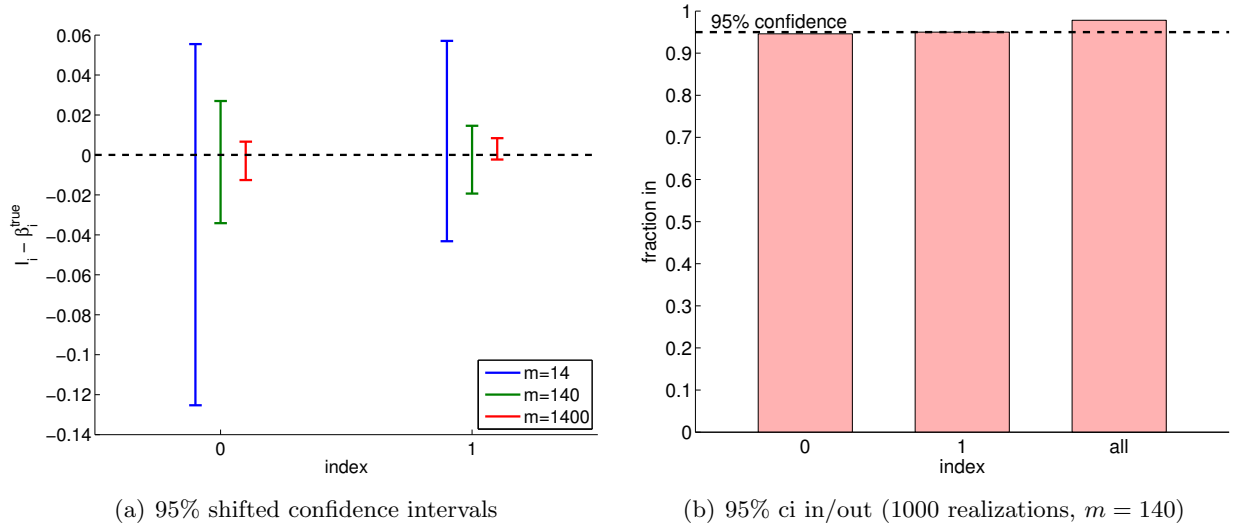 0.06
0.04
0.02
0
−0.02
−0.04
−0.06
−0.08
−0.1
−0.12
−0.14
I_i − β_i^true
0
1
index
m=14
m=140
m=1400
(a) 95% shifted confidence intervals
1
0.9
0.8
0.7
0.6
0.5
0.4
0.3
0.2
0.1
0
fraction in
95% confidence
0
1
all
index
(b) 95% ci in/out (1000 realizations, m = 140)